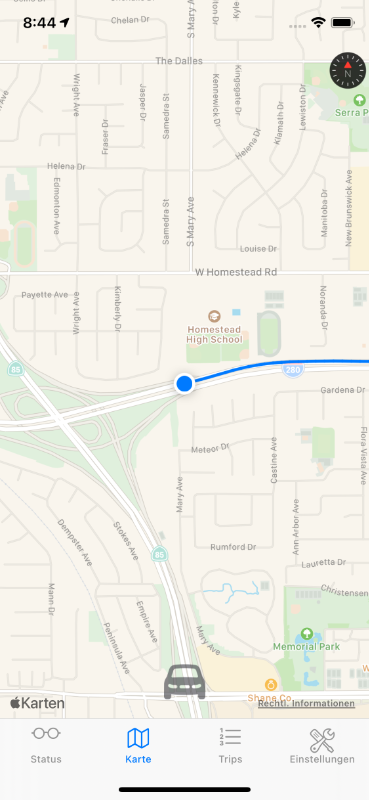 8:44
Chelan Dr
S Mary Ave
Kyle
The Dalles
N
Wright Ave
Jasper Dr
Samedra St
Fraser Dr
Kennewick Dr
Kingsgate Dr
Klamath Dr
Lewiston Dr
Serra P
Helena Dr
Helena Dr
Edmonton Ave
Samedra St
S Mary Ave
Manitoba Dr
New Brunswick Ave
Louise Dr
W Homestead Rd
Payette Ave
Wright Ave
Kimberly Dr
Noranda Dr
Homestead
High School
85
280
Gardena Dr
Meteor Dr
Castine Ave
Flora Vista Ave
Mary Ave
Ann Arbor Ave
Dempster Ave
Stokes Ave
85
Rumford Dr
Lauretta Dr
Christensen
Mann Dr
Empire Ave
Peninsula Ave
Mary Ave
Memorial Park
W
Shane Co.
Karten
Rechtl. Informationen
Status
Karte
Trips
Einstellungen